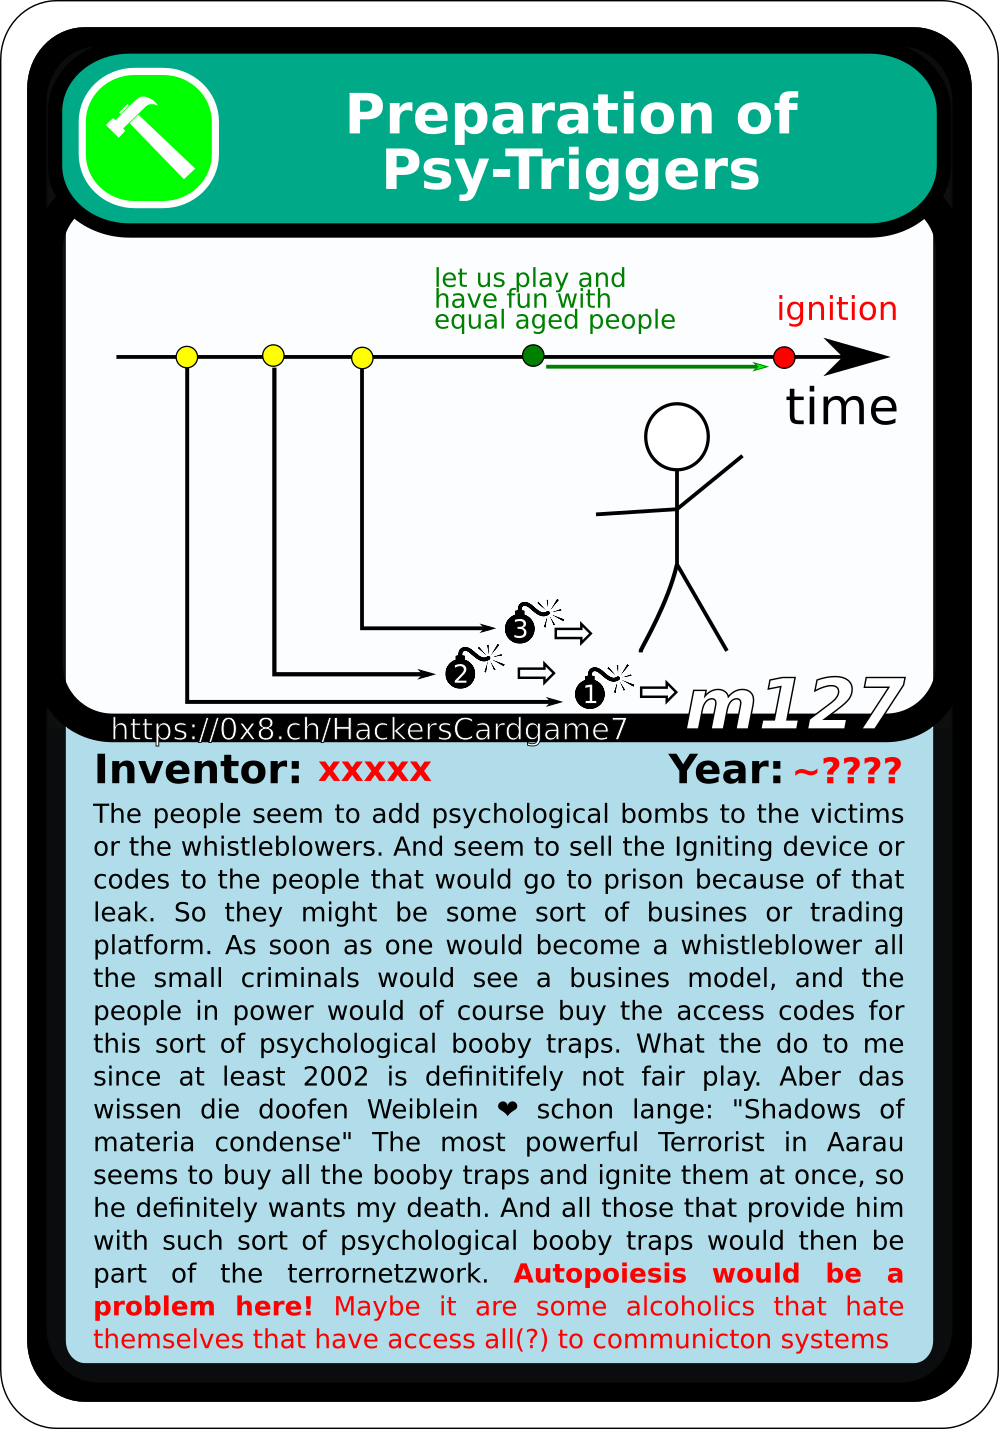 Preparation of
Psy-Triggers
let us play and
have fun with
equal aged people
ignition
time
3
2
1
m127
https://0x8.ch/HackersCardgame7
Inventor: xxxxx Year: ~????
The people seem to add psychological bombs to the victims
or the whistleblowers. And seem to sell the Igniting device or
codes to the people that would go to prison because of that
leak. So they might be some sort of busines or trading
platform. As soon as one would become a whistleblower all
the small criminals would see a busines model, and the
people in power would of course buy the access codes for
this sort of psychological booby traps. What the do to me
since at least 2002 is definitifely not fair play. Aber das
wissen die doofen Weiblein ❤ schon lange: "Shadows of
materia condense" The most powerful Terrorist in Aarau
seems to buy all the booby traps and ignite them at once, so
he definitely wants my death. And all those that provide him
with such sort of psychological booby traps would then be
part of the terrornetzwork. Autopoiesis would be a
problem here! Maybe it are some alcoholics that hate
themselves that have access all(?) to communicton systems